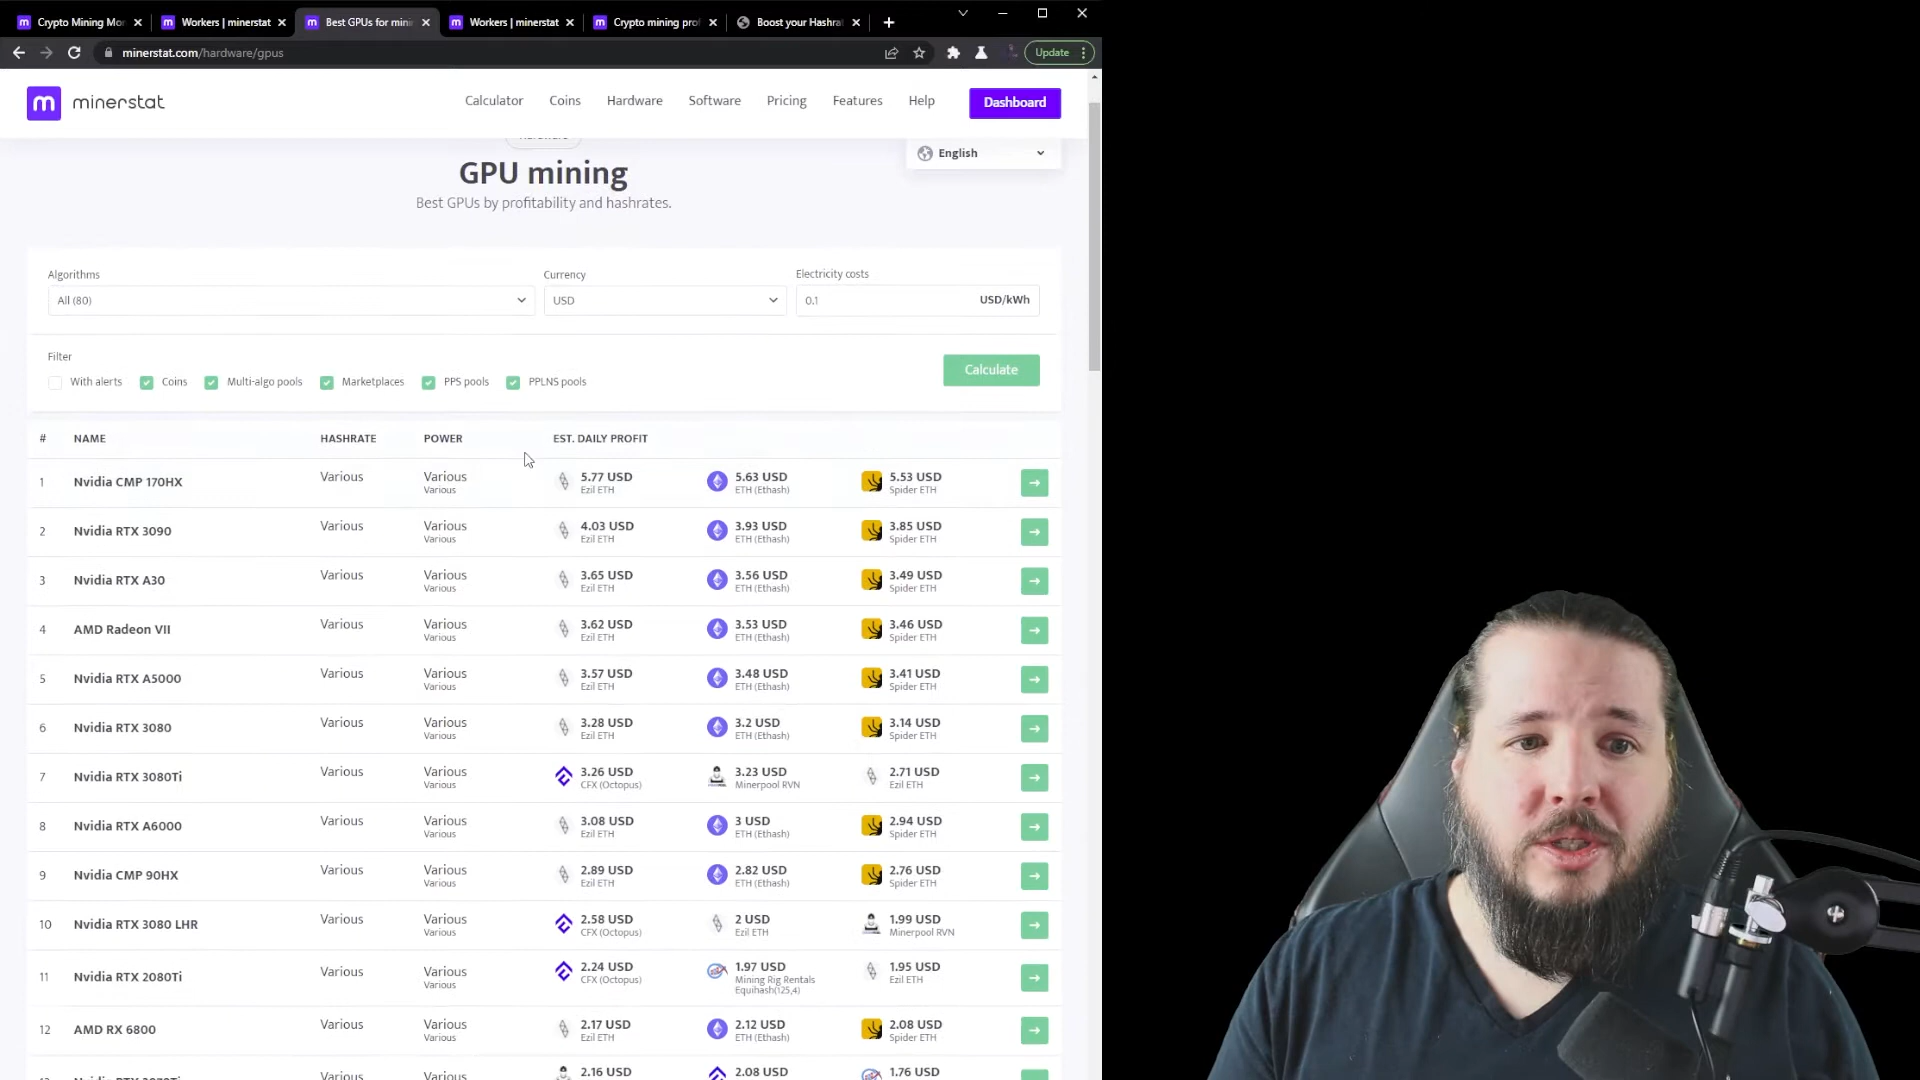 Crypto Mining Mo
Workers | minerstat
Best GPUs for mini
Workers | minerstat
Crypto mining prof
Boost your Hashrat
minerstat.com/hardware/gpus
Update
minerstat
Calculator Coins Hardware Software Pricing Features Help Dashboard
English
GPU mining
Best GPUs by profitability and hashrates.
Algorithms Currency Electricity costs
All (80) USD 0.1 USD/kWh
Filter
With alerts Coins Multi-algo pools Marketplaces PPS pools PPLNS pools
Calculate
# NAME HASHRATE POWER EST. DAILY PROFIT
1 Nvidia CMP 170HX Various Various 5.77 USD 5.63 USD 5.53 USD
Various Ezil ETH ETH (Ethash) Spider ETH
2 Nvidia RTX 3090 Various Various 4.03 USD 3.93 USD 3.85 USD
Various Ezil ETH ETH (Ethash) Spider ETH
3 Nvidia RTX A30 Various Various 3.65 USD 3.56 USD 3.49 USD
Various Ezil ETH ETH (Ethash) Spider ETH
4 AMD Radeon VII Various Various 3.62 USD 3.53 USD 3.46 USD
Various Ezil ETH ETH (Ethash) Spider ETH
5 Nvidia RTX A5000 Various Various 3.57 USD 3.48 USD 3.41 USD
Various Ezil ETH ETH (Ethash) Spider ETH
6 Nvidia RTX 3080 Various Various 3.28 USD 3.2 USD 3.14 USD
Various Ezil ETH ETH (Ethash) Spider ETH
7 Nvidia RTX 3080Ti Various Various 3.26 USD 3.23 USD 2.71 USD
Various CFX (Octopus) Minerpool RVN Ezil ETH
8 Nvidia RTX A6000 Various Various 3.08 USD 3 USD 2.94 USD
Various Ezil ETH ETH (Ethash) Spider ETH
9 Nvidia CMP 90HX Various Various 2.89 USD 2.82 USD 2.76 USD
Various Ezil ETH ETH (Ethash) Spider ETH
10 Nvidia RTX 3080 LHR Various Various 2.58 USD 2 USD 1.99 USD
Various CFX (Octopus) Ezil ETH Minerpool RVN
11 Nvidia RTX 2080Ti Various Various 2.24 USD 1.97 USD 1.95 USD
Various CFX (Octopus) Mining Rig Rentals Ezil ETH
Equihash(125,4)
12 AMD RX 6800 Various Various 2.17 USD 2.12 USD 2.08 USD
Various Ezil ETH ETH (Ethash) Spider ETH
Various Various 2.16 USD 2.08 USD 1.76 USD